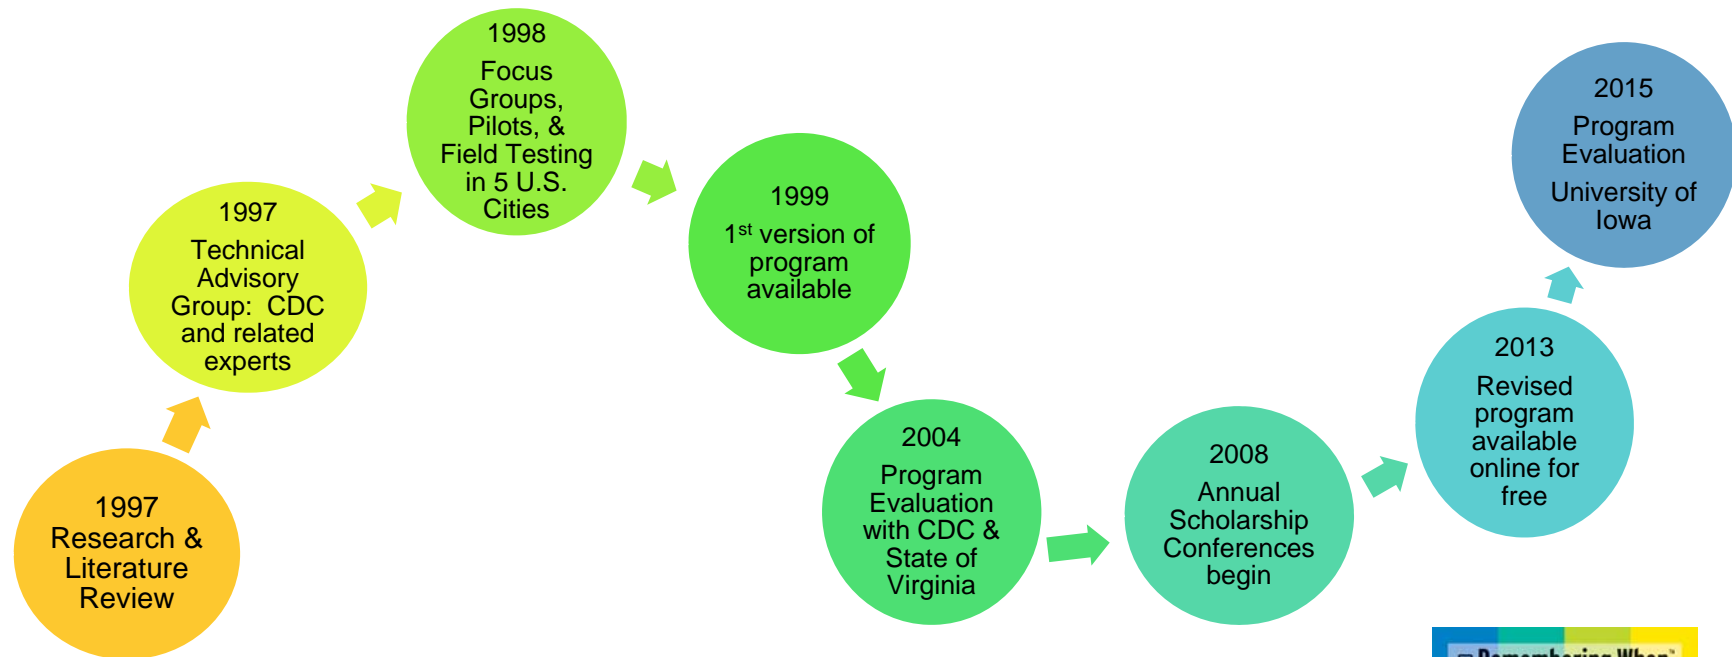 1997
Research &
Literature
Review
1997
Technical
Advisory
Group: CDC
and related
experts
1998
Focus
Groups,
Pilots, &
Field Testing
in 5 U.S.
Cities
1999
1st version of
program
available
2004
Program
Evaluation
with CDC &
State of
Virginia
2008
Annual
Scholarship
Conferences
begin
2013
Revised
program
available
online for
free
2015
Program
Evaluation
University of
Iowa
Remembering When™